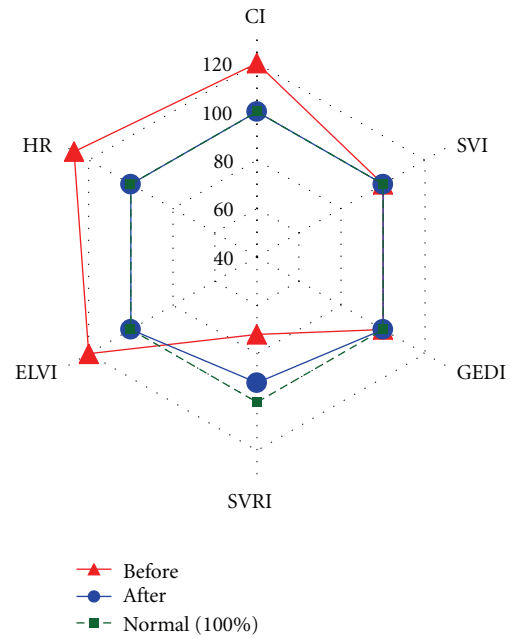 CI
120
100
80
60
40
HR
SVI
ELVI
GEDI
SVRI
Before
After
Normal (100%)